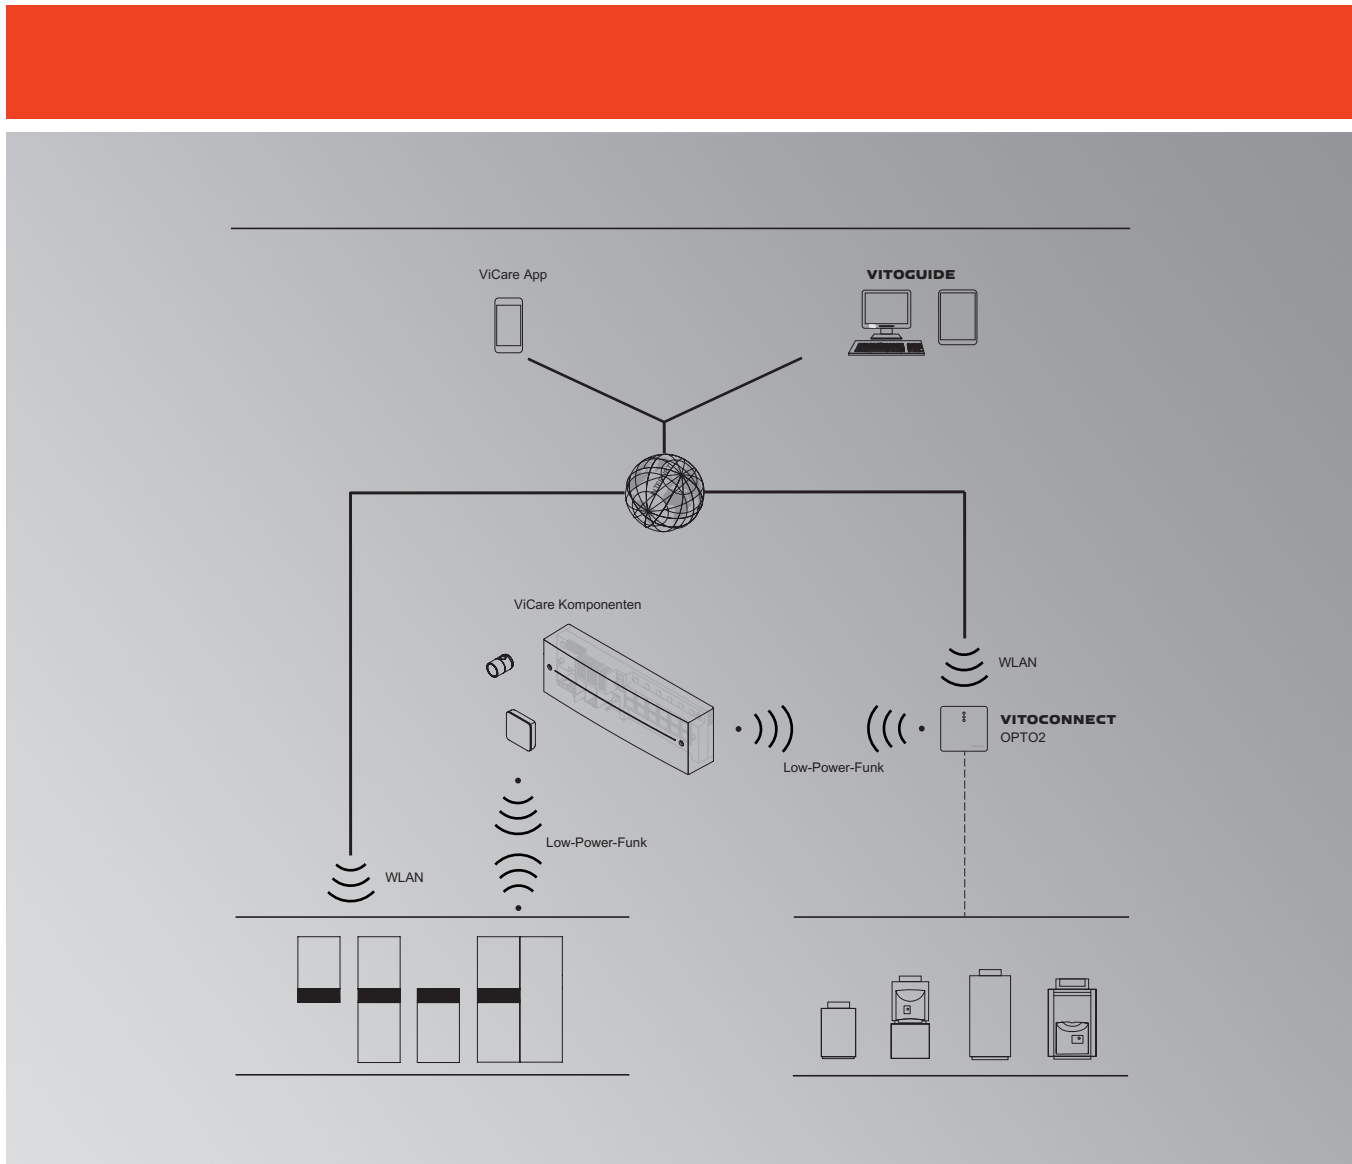 ViCare App
VITOGUIDE
ViCare Komponenten
WLAN
VITOCONNECT
OPTO2
Low-Power-Funk
Low-Power-Funk
WLAN